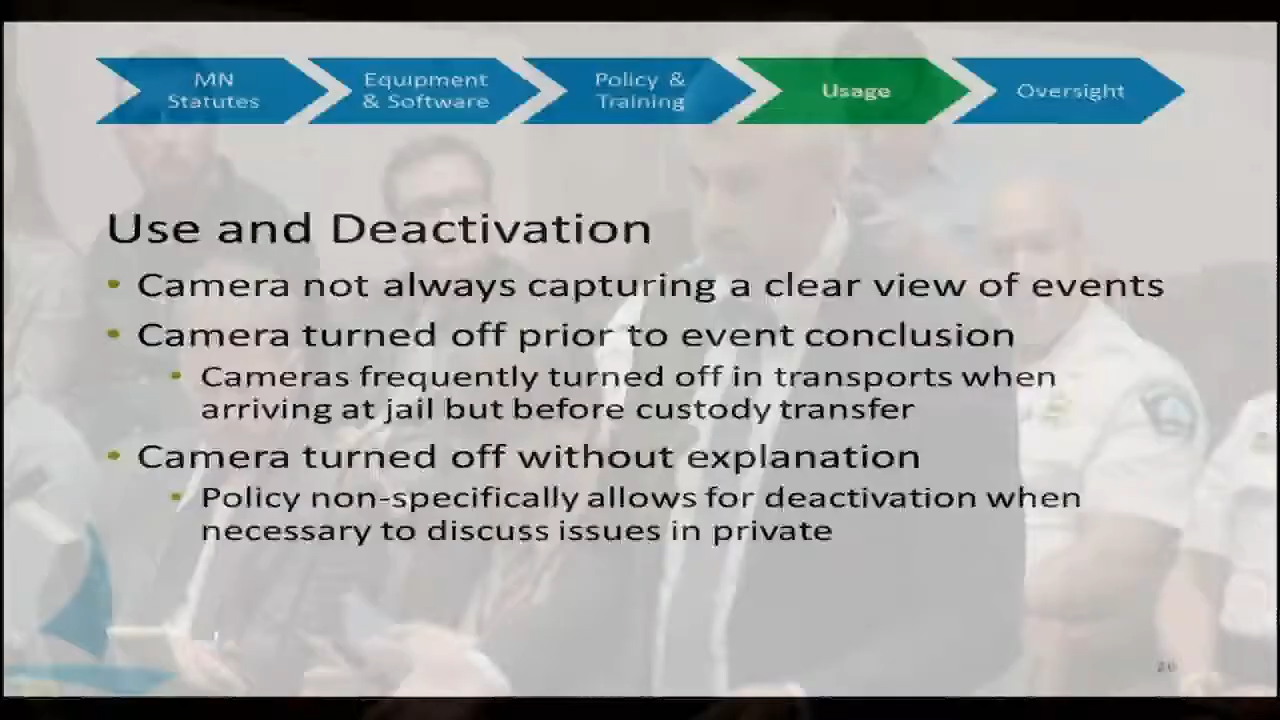 MN
Statutes
Equipment
& Software
Policy &
Training
Usage
Oversight
Use and Deactivation
• Camera not always capturing a clear view of events
• Camera turned off prior to event conclusion
• Cameras frequently turned off in transports when
arriving at jail but before custody transfer
• Camera turned off without explanation
• Policy non-specifically allows for deactivation when
necessary to discuss issues in private
26